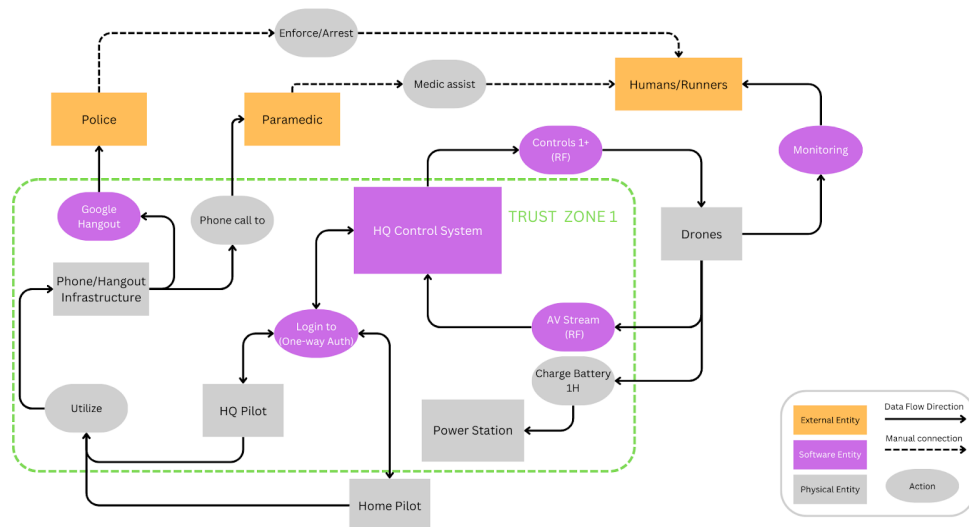 Enforce/Arrest
Medic assist
Police
Paramedic
Humans/Runners
Controls 1+
(RF)
Monitoring
Google
Hangout
Phone call to
HQ Control System
TRUST ZONE 1
Drones
Phone/Hangout
Infrastructure
Login to
(One-way Auth)
AV Stream
(RF)
Charge Battery
1H
Utilize
HQ Pilot
Power Station
Home Pilot
External Entity
Data Flow Direction
Software Entity
Manual connection
Physical Entity
Action